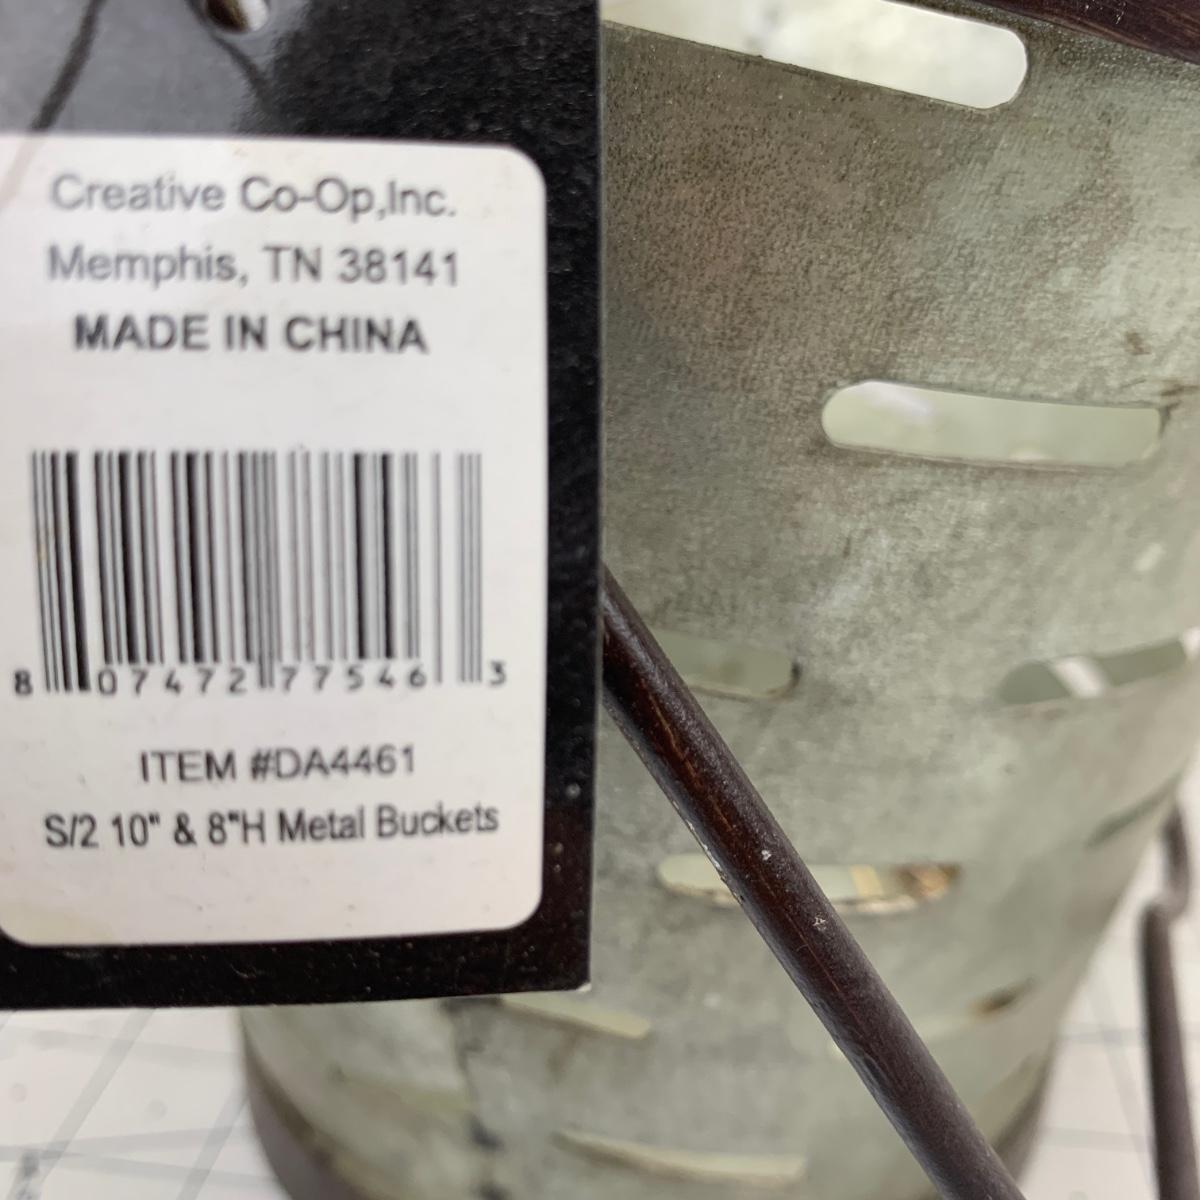 Creative Co-Op,Inc.
Memphis, TN 38141
MADE IN CHINA
8 07472 77546 3
ITEM #DA4461
S/2 10" & 8"H Metal Buckets